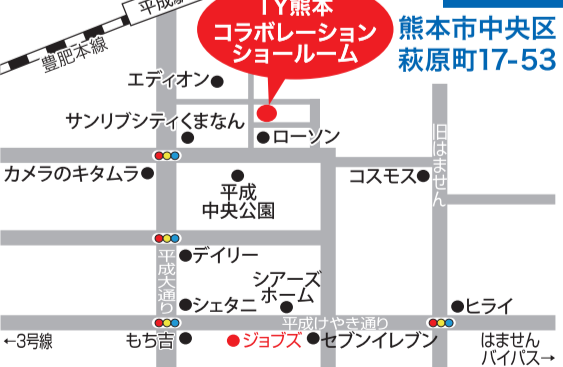 TY熊本
コラボレーション
ショールーム
熊本市中央区
萩原町17-53
豊肥本線
エディオン
サンリブシティくまなん
ローソン
旧はません
カメラのキタムラ
コスモス
平成
中央公園
平成大通り
デイリー
シアーズ
ホーム
シェタニ
ヒライ
平成けやき通り
←3号線
もち吉
ジョブズ
セブンイレブン
はません
バイパス→